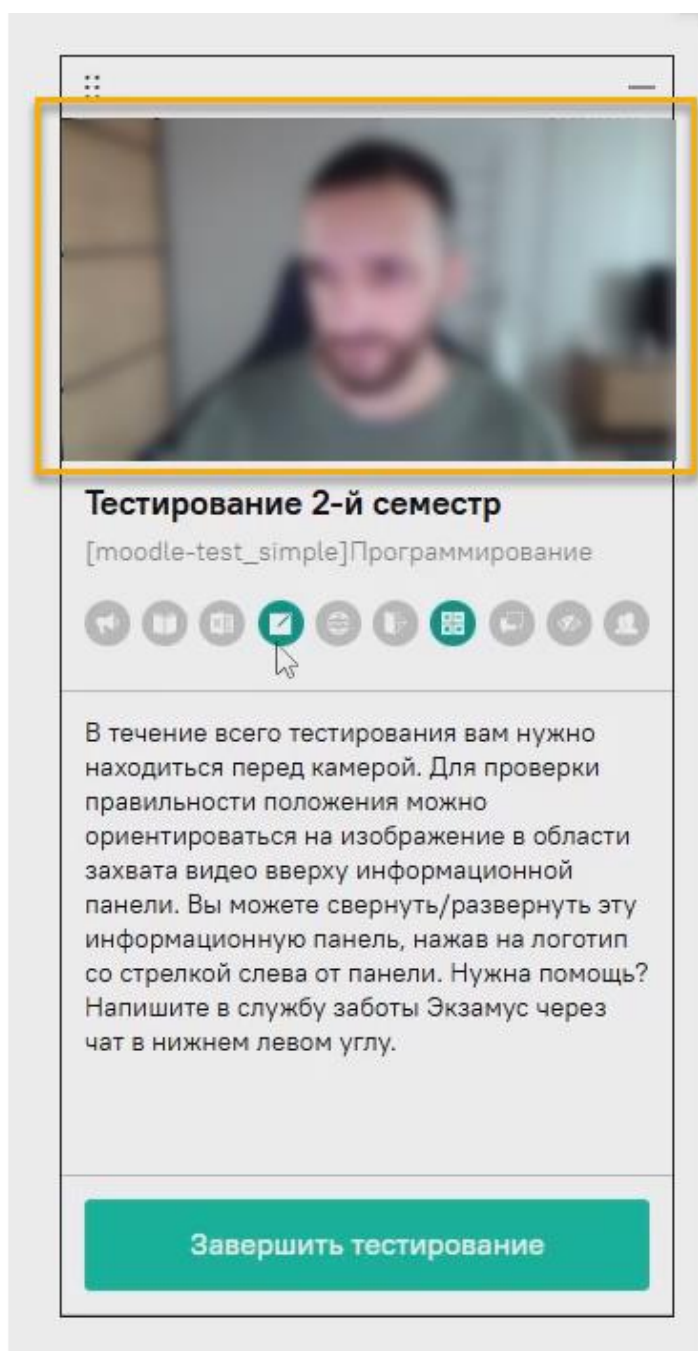 Тестирование 2-й семестр
[moodle-test_simple]Программирование
В течение всего тестирования вам нужно
находиться перед камерой. Для проверки
правильности положения можно
ориентироваться на изображение в области
захвата видео вверху информационной
панели. Вы можете свернуть/развернуть эту
информационную панель, нажав на логотип
со стрелкой слева от панели. Нужна помощь?
Напишите в службу заботы Экзамус через
чат в нижнем левом углу.
Завершить тестирование